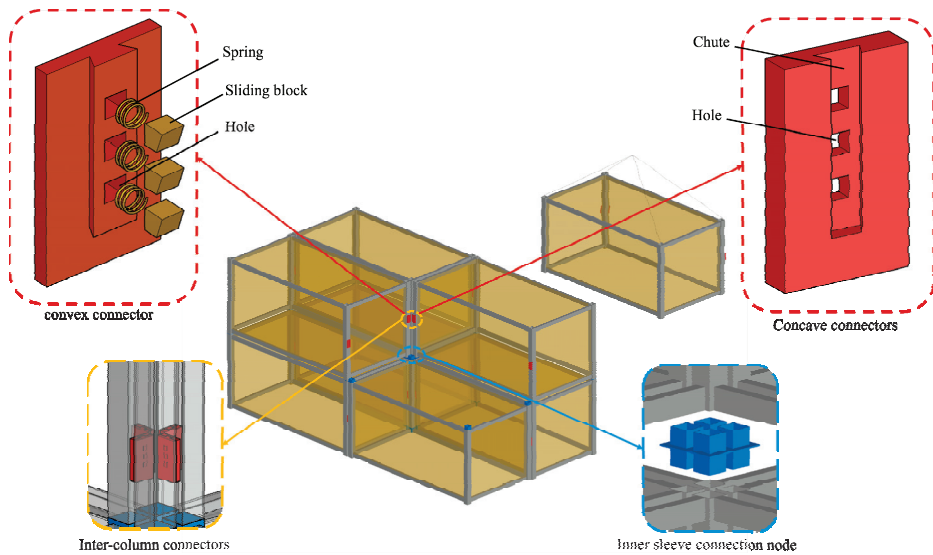 Spring
Sliding block
Hole
convex connector
Chute
Hole
Concave connectors
Inter-column connectors
Inner sleeve connection node